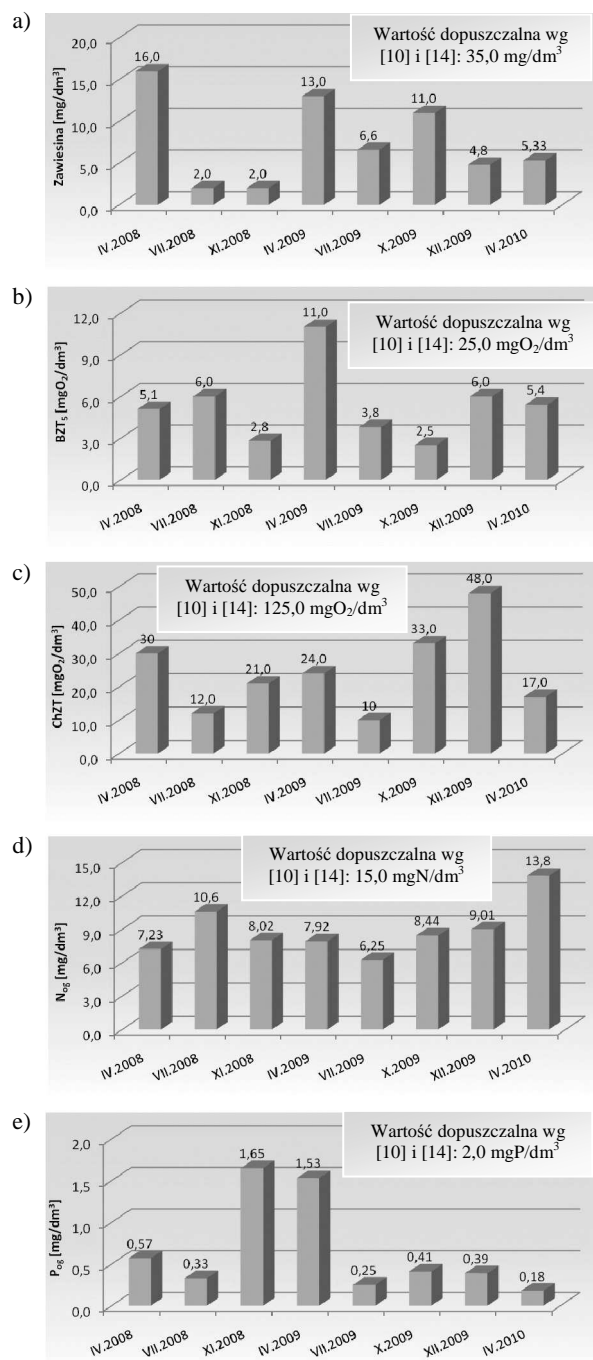 a)
Wartość dopuszczalna wg
[10] i [14]: 35,0 mg/dm³
Zawiesina [mg/dm³]
20,0
15,0
10,0
5,0
0,0
16,0
2,0
2,0
13,0
6,6
11,0
4,8
5,33
IV.2008
VII.2008
XI.2008
IV.2009
VII.2009
X.2009
XII.2009
IV.2010
b)
Wartość dopuszczalna wg
[10] i [14]: 25,0 mgO₂/dm³
BZT₅ [mgO₂/dm³]
12,0
9,0
6,0
3,0
0,0
5,1
6,0
2,8
11,0
3,8
2,5
6,0
5,4
IV.2008
VII.2008
XI.2008
IV.2009
VII.2009
X.2009
XII.2009
IV.2010
c)
Wartość dopuszczalna wg
[10] i [14]: 125,0 mgO₂/dm³
ChZT [mgO₂/dm³]
50,0
40,0
30,0
20,0
10,0
0,0
30
12,0
21,0
24,0
10
33,0
48,0
17,0
IV.2008
VII.2008
XI.2008
IV.2009
VII.2009
X.2009
XII.2009
IV.2010
d)
Wartość dopuszczalna wg
[10] i [14]: 15,0 mgN/dm³
N_og [mg/dm³]
15,0
12,0
9,0
6,0
3,0
0,0
7,23
10,6
8,02
7,92
6,25
8,44
9,01
13,8
IV.2008
VII.2008
XI.2008
IV.2009
VII.2009
X.2009
XII.2009
IV.2010
e)
Wartość dopuszczalna wg
[10] i [14]: 2,0 mgP/dm³
P_og [mg/dm³]
2,0
1,5
1,0
0,5
0,0
0,57
0,33
1,65
1,53
0,25
0,41
0,39
0,18
IV.2008
VII.2008
XI.2008
IV.2009
VII.2009
X.2009
XII.2009
IV.2010